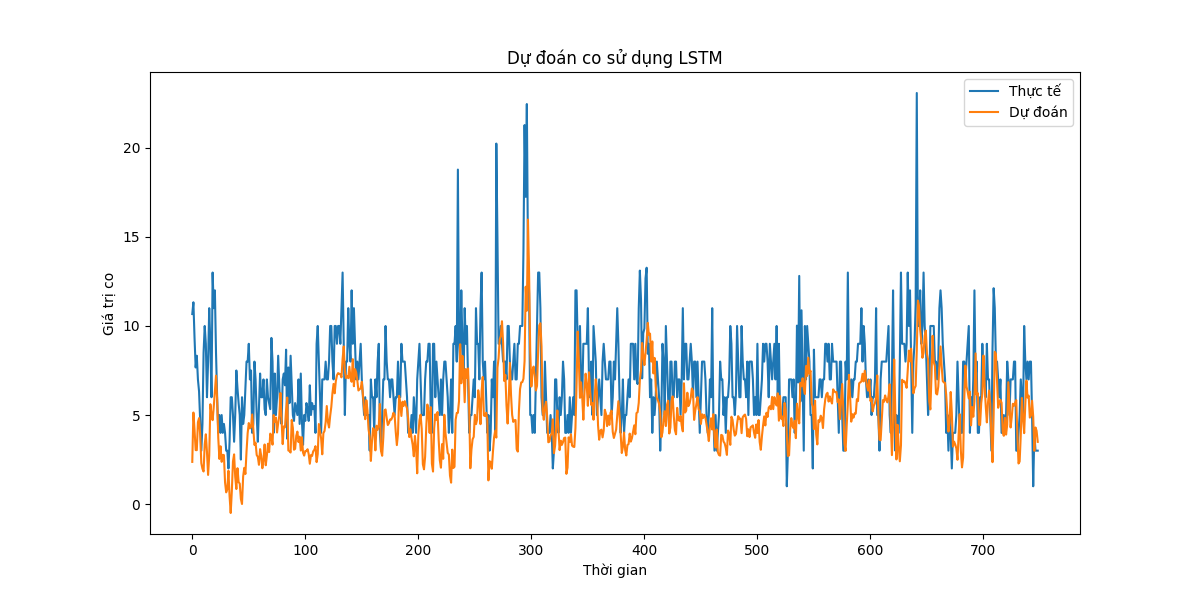 Dự đoán co sử dụng LSTM
Thực tế
Dự đoán
Giá trị co
20
15
10
5
0
0 100 200 300 400 500 600 700
Thời gian